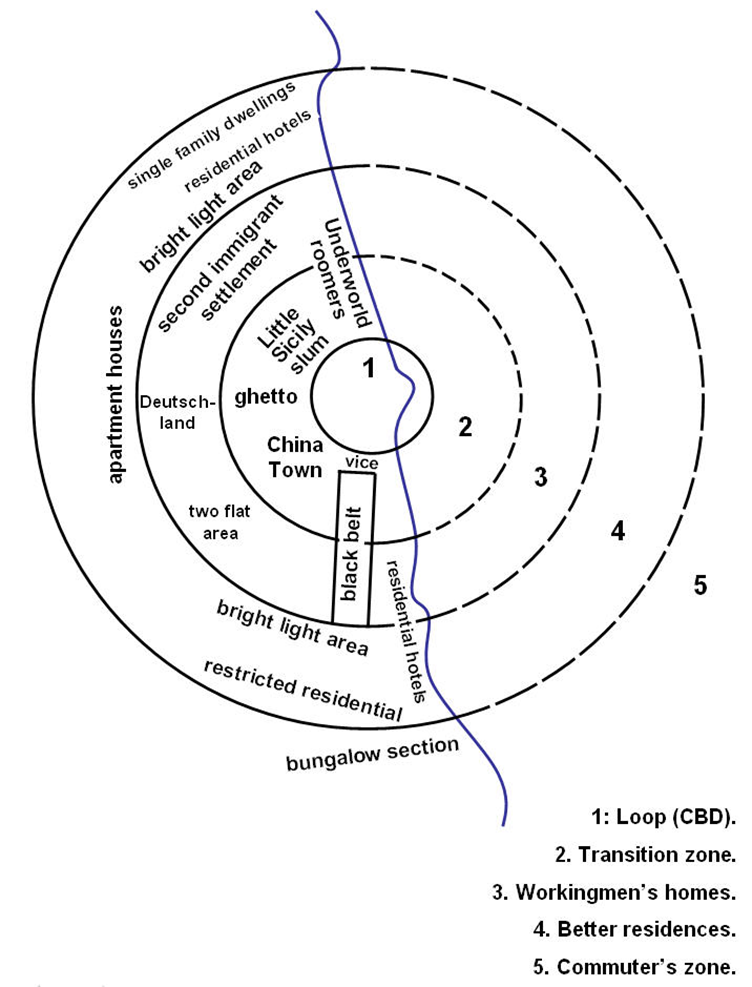 single family dwellings
residential hotels
bright light area
second immigrant
settlement
Underworld
roomers
Little
Sicily
slum
1
apartment houses
Deutsch-
land
ghetto
2
China
Town
vice
3
two flat
area
black belt
4
residential hotels
5
bright light area
restricted residential
bungalow section
1: Loop (CBD).
2. Transition zone.
3. Workingmen's homes.
4. Better residences.
5. Commuter's zone.